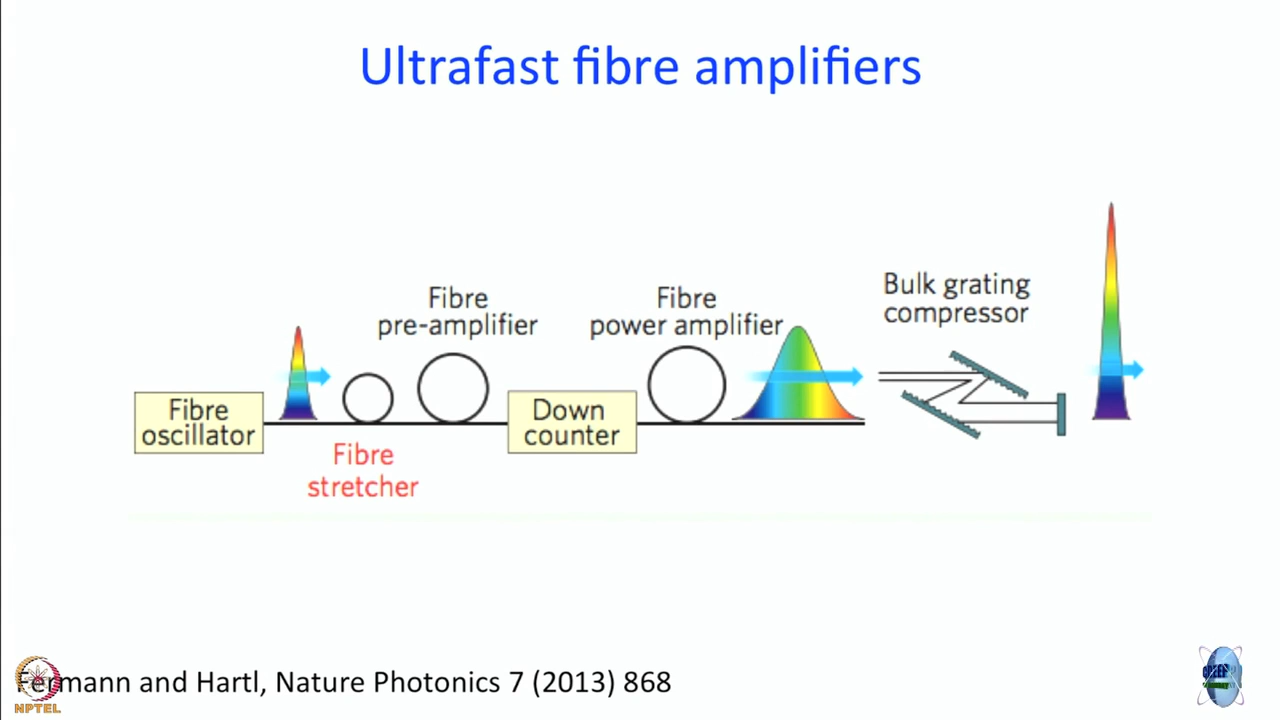 Ultrafast fibre amplifiers
Fibre
pre-amplifier
Fibre
power amplifier
Bulk grating
compressor
Fibre
oscillator
Down
counter
Fibre
stretcher
Fermann and Hartl, Nature Photonics 7 (2013) 868
NPTEL